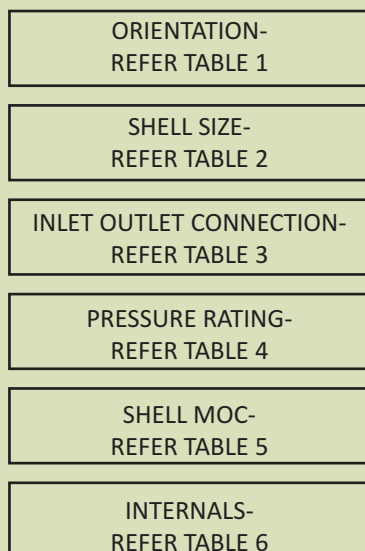 ORIENTATION-
REFER TABLE 1
SHELL SIZE-
REFER TABLE 2
INLET OUTLET CONNECTION-
REFER TABLE 3
PRESSURE RATING-
REFER TABLE 4
SHELL MOC-
REFER TABLE 5
INTERNALS-
REFER TABLE 6